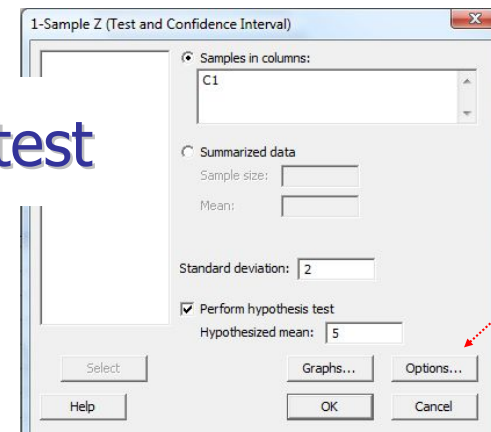 1-Sample Z (Test and Confidence Interval)
Samples in columns:
C1
test
Summarized data
Sample size:
Mean:
Standard deviation: 2
Perform hypothesis test
Hypothesized mean: 5
Select
Graphs...
Options...
Help
OK
Cancel